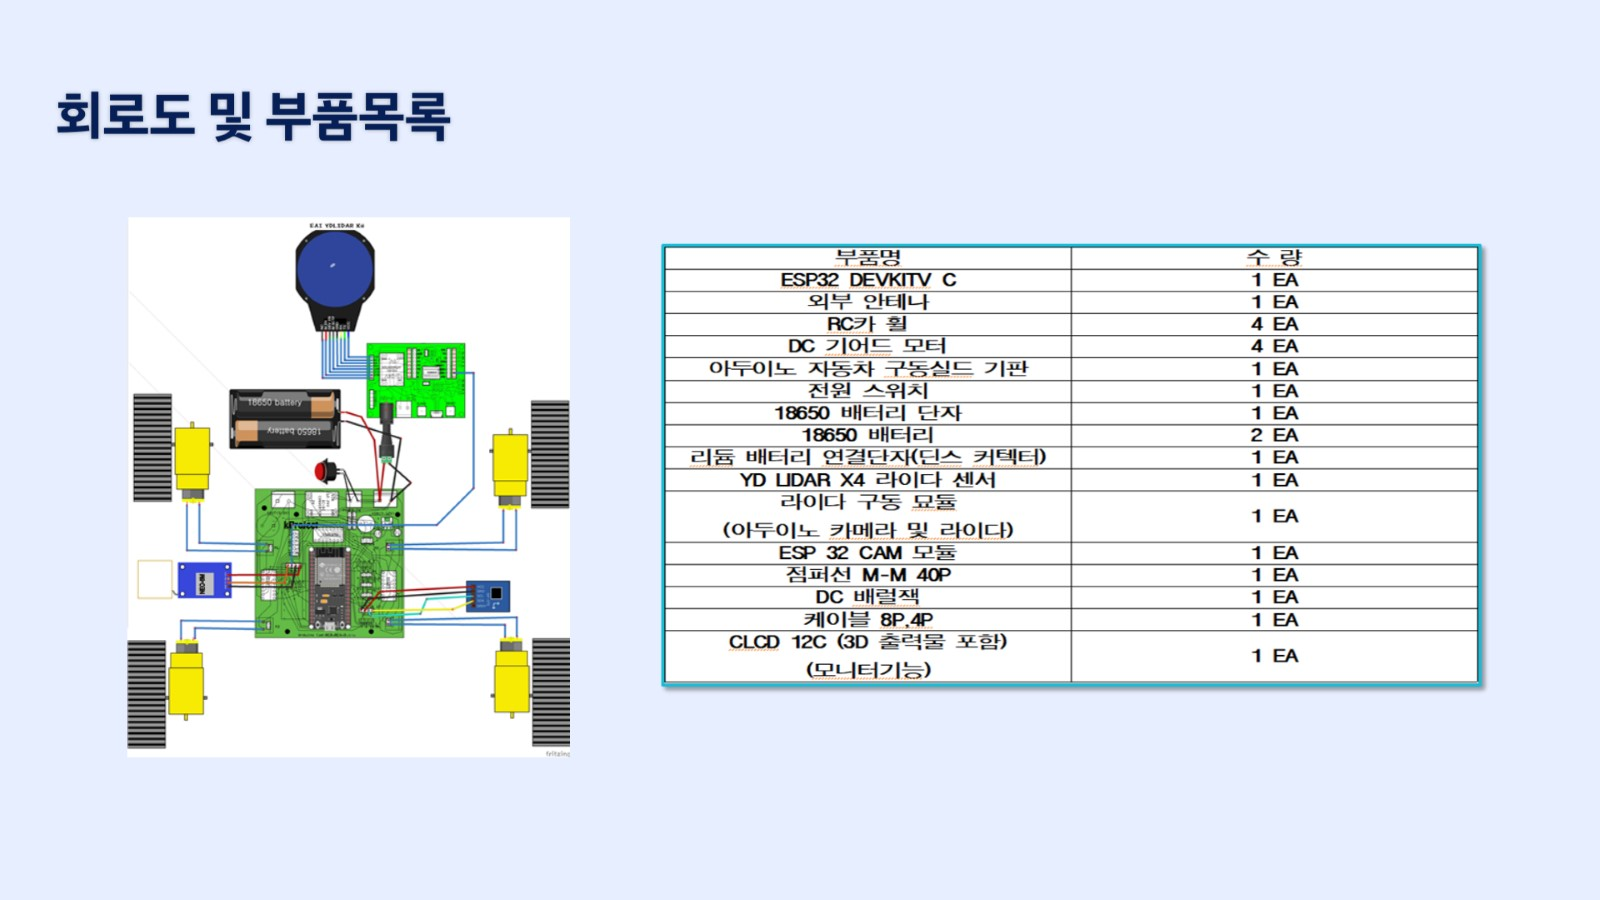 회로도 및 부품목록
EAI YDLIDAR X4
18650 battery
18650 battery
fritzing
부품명 수 량
ESP32 DEVKITV C 1 EA
외부 안테나 1 EA
RC카 휠 4 EA
DC 기어드 모터 4 EA
아두이노 자동차 구동실드 기판 1 EA
전원 스위치 1 EA
18650 배터리 단자 1 EA
18650 배터리 2 EA
리튬 배터리 연결단자(딘스 커텍터) 1 EA
YD LIDAR X4 라이다 센서 1 EA
라이다 구동 묘듈
(아두이노 카메라 및 라이다) 1 EA
ESP 32 CAM 모듈 1 EA
점퍼선 M-M 40P 1 EA
DC 배럴잭 1 EA
케이블 8P,4P 1 EA
CLCD 12C (3D 출력물 포함)
(모니터기능) 1 EA